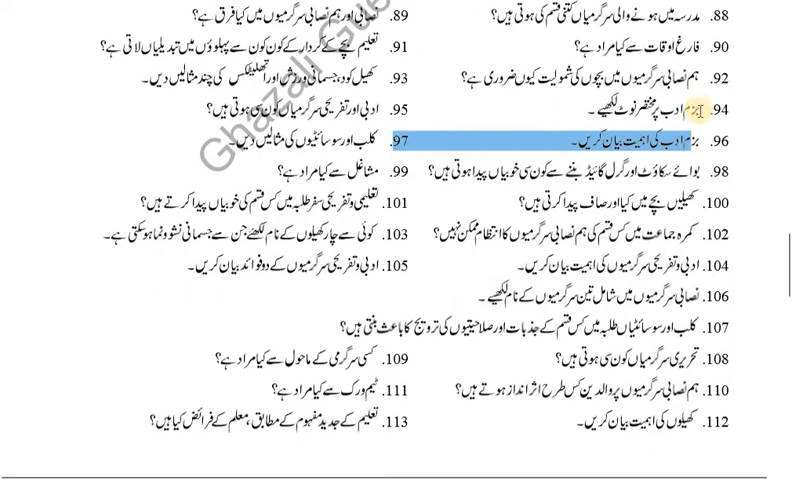 88. مدرسہ میں ہونے والی سرگرمیاں کتنی قسم کی ہوتی ہیں؟ 89. نصابی اور ہم نصابی سرگرمیوں میں کیا فرق ہے؟
90. فارغ اوقات سے کیا مراد ہے؟ 91. تعلیم بچے کے کردار کے کون کون سے پہلوؤں میں تبدیلیاں لاتی ہے؟
92. ہم نصابی سرگرمیوں میں بچوں کی شمولیت کیوں ضروری ہے؟ 93. کھیل کود، جسمانی ورزش اور اتھلیٹکس کی چند مثالیں دیں۔
94. بزم ادب پر مختصر نوٹ لکھیے۔ 95. ادبی اور تفریحی سرگرمیاں کون سی ہوتی ہیں؟
96. بزم ادب کی اہمیت بیان کریں۔ 97. کلب اور سوسائٹیوں کی مثالیں دیں۔
98. بوائے سکاؤٹ اور گرل گائیڈ بننے سے کون سی خوبیاں پیدا ہوتی ہیں؟ 99. مشاغل سے کیا مراد ہے؟
100. کھیلیں بچے میں کیا اوصاف پیدا کرتی ہیں؟ 101. تعلیمی و تفریحی سفر طلبہ میں کس قسم کی خوبیاں پیدا کرتے ہیں؟
102. کمرہ جماعت میں کس قسم کی ہم نصابی سرگرمیوں کا انتظام ممکن نہیں؟ 103. کوئی سے چار کھیلوں کے نام لکھئے جن سے جسمانی نشوونما ہو سکتی ہے۔
104. ادبی و تفریحی سرگرمیوں کی اہمیت بیان کریں۔ 105. ادبی و تفریحی سرگرمیوں کے دو فوائد بیان کریں۔
106. نصابی سرگرمیوں میں شامل تین سرگرمیوں کے نام لکھیے۔
107. کلب اور سوسائٹیاں طلبہ میں کس قسم کے جذبات اور صلاحیتوں کی ترویج کا باعث بنتی ہیں؟
108. تحریری سرگرمیاں کون سی ہوتی ہیں؟ 109. کسی سرگرمی کے ماحول سے کیا مراد ہے؟
110. ہم نصابی سرگرمیوں پر والدین کس طرح اثر انداز ہوتے ہیں؟ 111. ٹیم ورک سے کیا مراد ہے؟
112. کھیلوں کی اہمیت بیان کریں۔ 113. تعلیم کے جدید مفہوم کے مطابق، معلم کے فرائض کیا ہیں؟
Ghazali Gue